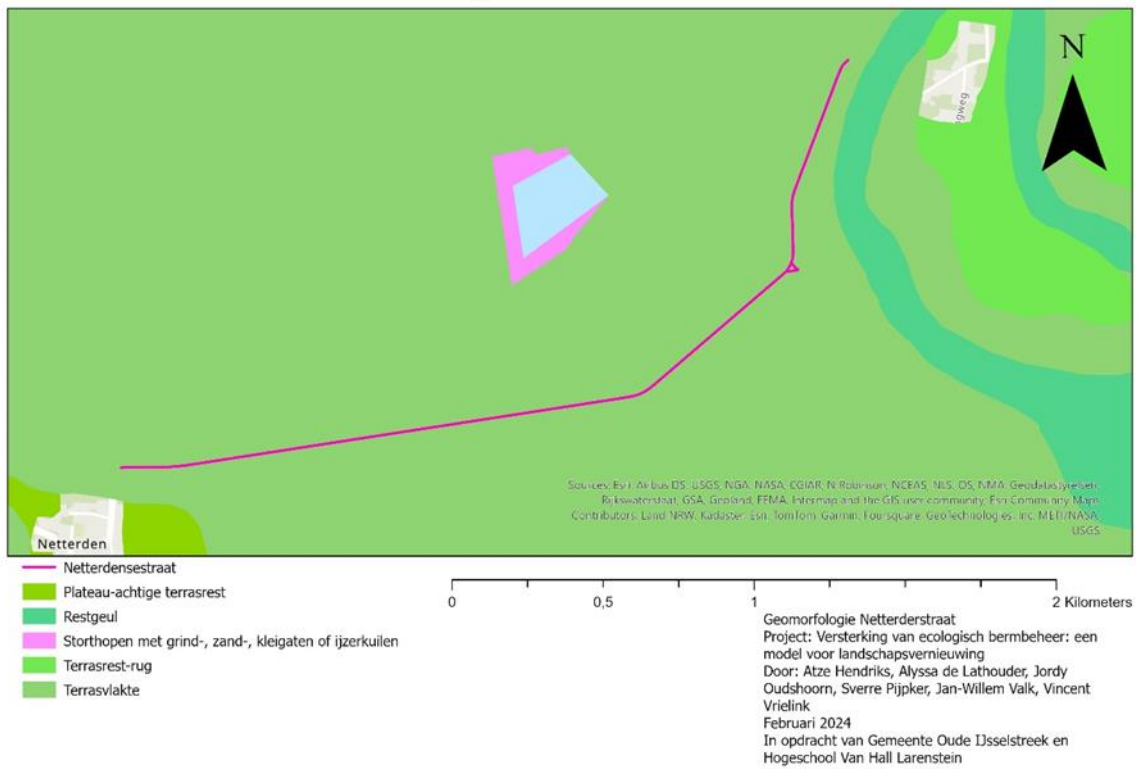 N
ngweg
Sources: Esri, Airbus DS, USGS, NGA, NASA, CGIAR, N Robinson, NCEAS, NLS, OS, NMA, Geodatastyrelsen,
Rijkswaterstaat, GSA, Geoland, FEMA, Intermap and the GIS user community, Esri Community Maps
Contributors, Land NRW, Kadaster, Esri, TomTom, Garmin, Foursquare, GeoTechnologies, Inc, METI/NASA,
USGS
Netterden
Netterdensestraat
Plateau-achtige terrasrest
Restgeul
Storthopen met grind-, zand-, kleigaten of ijzerkuilen
Terrasrest-rug
Terrasvlakte
0 0,5 1 2 Kilometers
Geomorfologie Netterderstraat
Project: Versterking van ecologisch bermbeheer: een
model voor landschapsvernieuwing
Door: Atze Hendriks, Alyssa de Lathouder, Jordy
Oudshoorn, Sverre Pijpker, Jan-Willem Valk, Vincent
Vrielink
Februari 2024
In opdracht van Gemeente Oude IJsselstreek en
Hogeschool Van Hall Larenstein